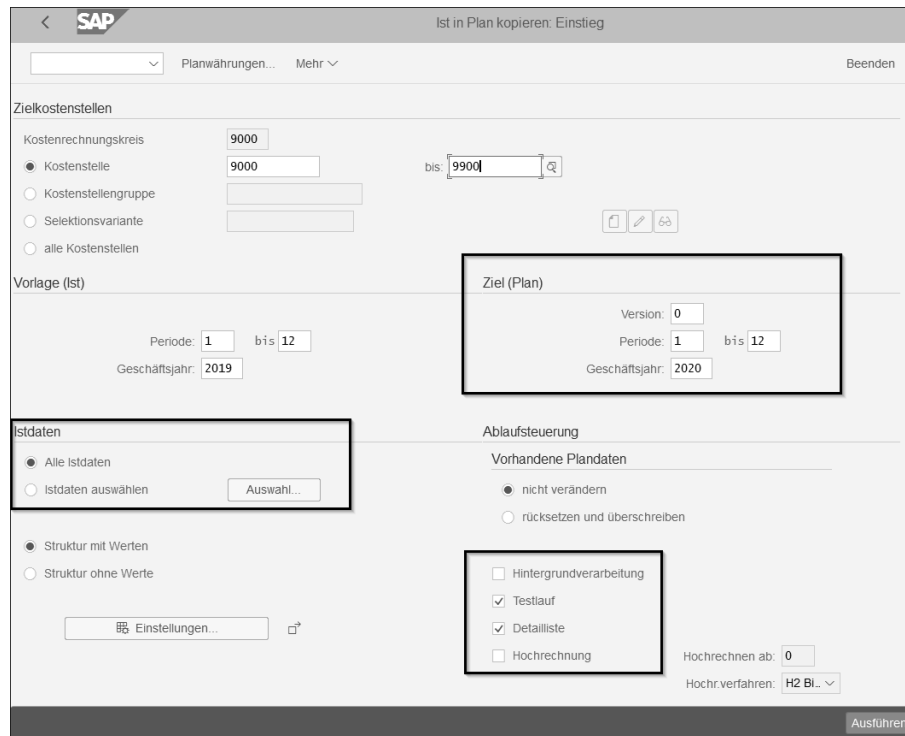 SAP
Ist in Plan kopieren: Einstieg
Planwährungen... Mehr Beenden
Zielkostenstellen
Kostenrechnungskreis 9000
Kostenstelle 9000 bis: 9900
Kostenstellengruppe
Selektionsvariante
alle Kostenstellen
Vorlage (Ist)
Periode: 1 bis 12
Geschäftsjahr: 2019
Ziel (Plan)
Version: 0
Periode: 1 bis 12
Geschäftsjahr: 2020
Istdaten
Alle Istdaten
Istdaten auswählen Auswahl...
Struktur mit Werten
Struktur ohne Werte
Einstellungen...
Ablaufsteuerung
Vorhandene Plandaten
nicht verändern
rücksetzen und überschreiben
Hintergrundverarbeitung
Testlauf
Detailliste
Hochrechnung
Hochrechnen ab: 0
Hochr.verfahren: H2 Bi..
Ausführen